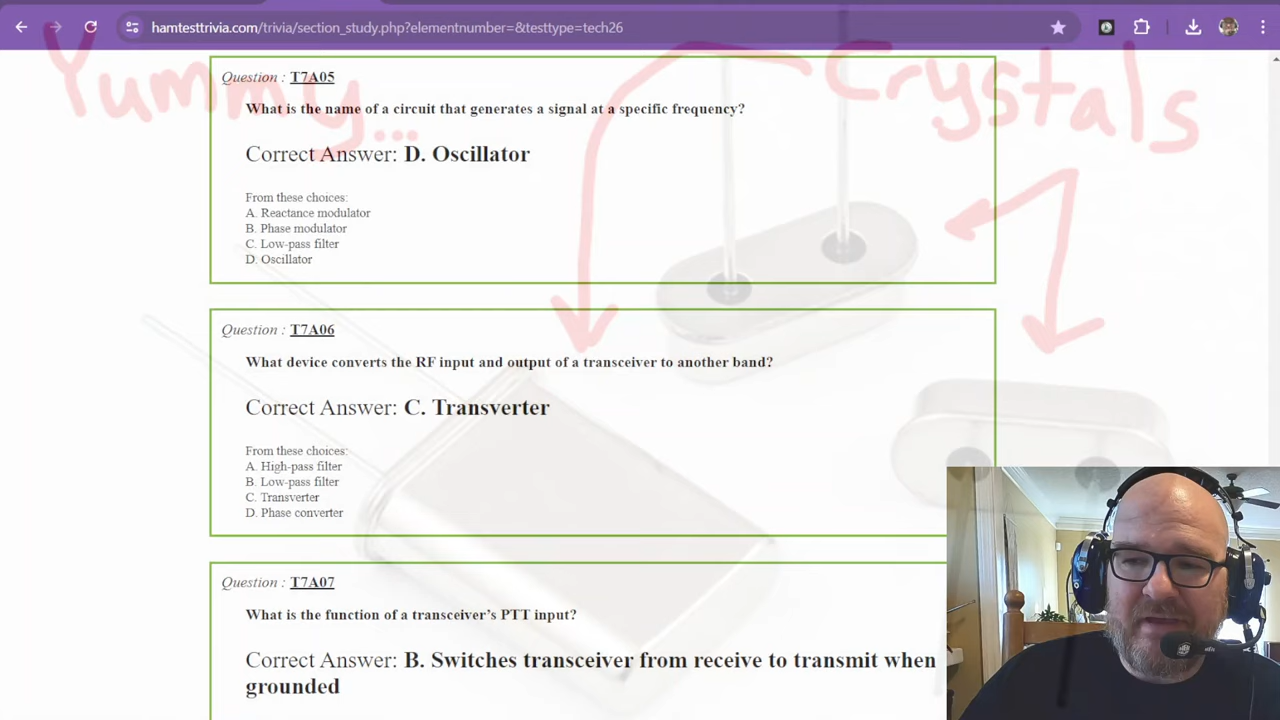 hamtesttrivia.com/trivia/section_study.php?elementnumber=&testtype=tech26
Yummy... Crystals
Question : T7A05
What is the name of a circuit that generates a signal at a specific frequency?
Correct Answer: D. Oscillator
From these choices:
A. Reactance modulator
B. Phase modulator
C. Low-pass filter
D. Oscillator
Question : T7A06
What device converts the RF input and output of a transceiver to another band?
Correct Answer: C. Transverter
From these choices:
A. High-pass filter
B. Low-pass filter
C. Transverter
D. Phase converter
Question : T7A07
What is the function of a transceiver’s PTT input?
Correct Answer: B. Switches transceiver from receive to transmit when
grounded